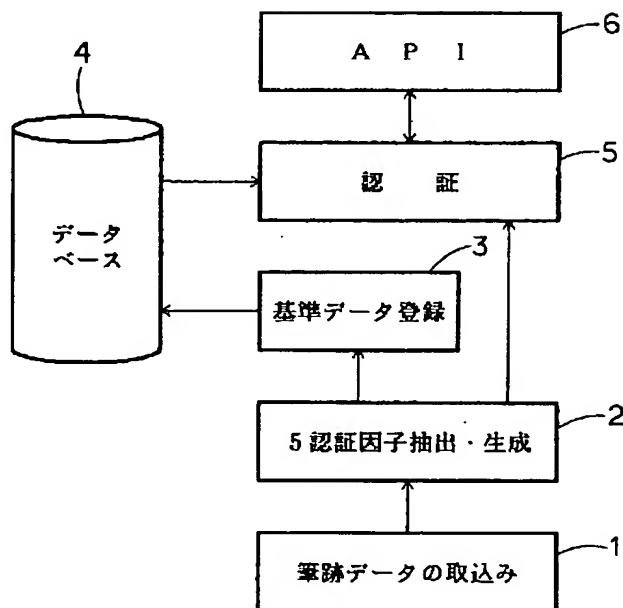 6
A P I
4
5
認 証
データ
ベース
3
基準データ登録
2
5認証因子抽出・生成
1
筆跡データの取込み